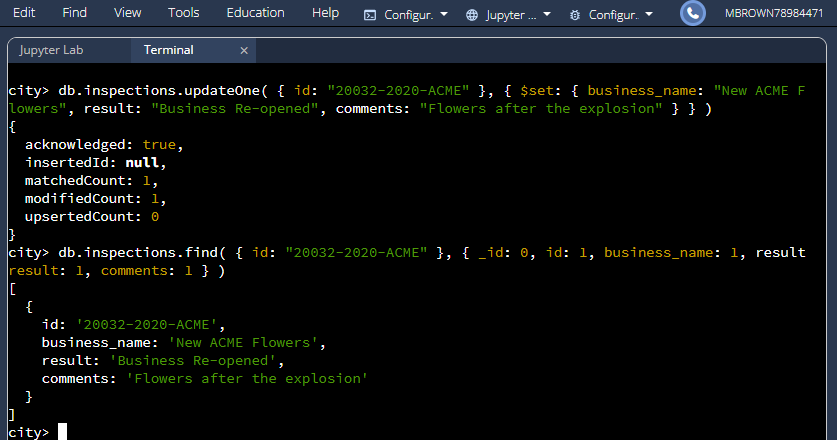 Edit Find View Tools Education Help Configur. Jupyter ... Configur. MBROWN78984471
Jupyter Lab Terminal ×
city> db.inspections.updateOne( { id: "20032-2020-ACME" }, { $set: { business_name: "New ACME F
lowers", result: "Business Re-opened", comments: "Flowers after the explosion" } } )
{
  acknowledged: true,
  insertedId: null,
  matchedCount: 1,
  modifiedCount: 1,
  upsertedCount: 0
}
city> db.inspections.find( { id: "20032-2020-ACME" }, { _id: 0, id: 1, business_name: 1, result
result: 1, comments: 1 } )
[
  {
    id: '20032-2020-ACME',
    business_name: 'New ACME Flowers',
    result: 'Business Re-opened',
    comments: 'Flowers after the explosion'
  }
]
city>